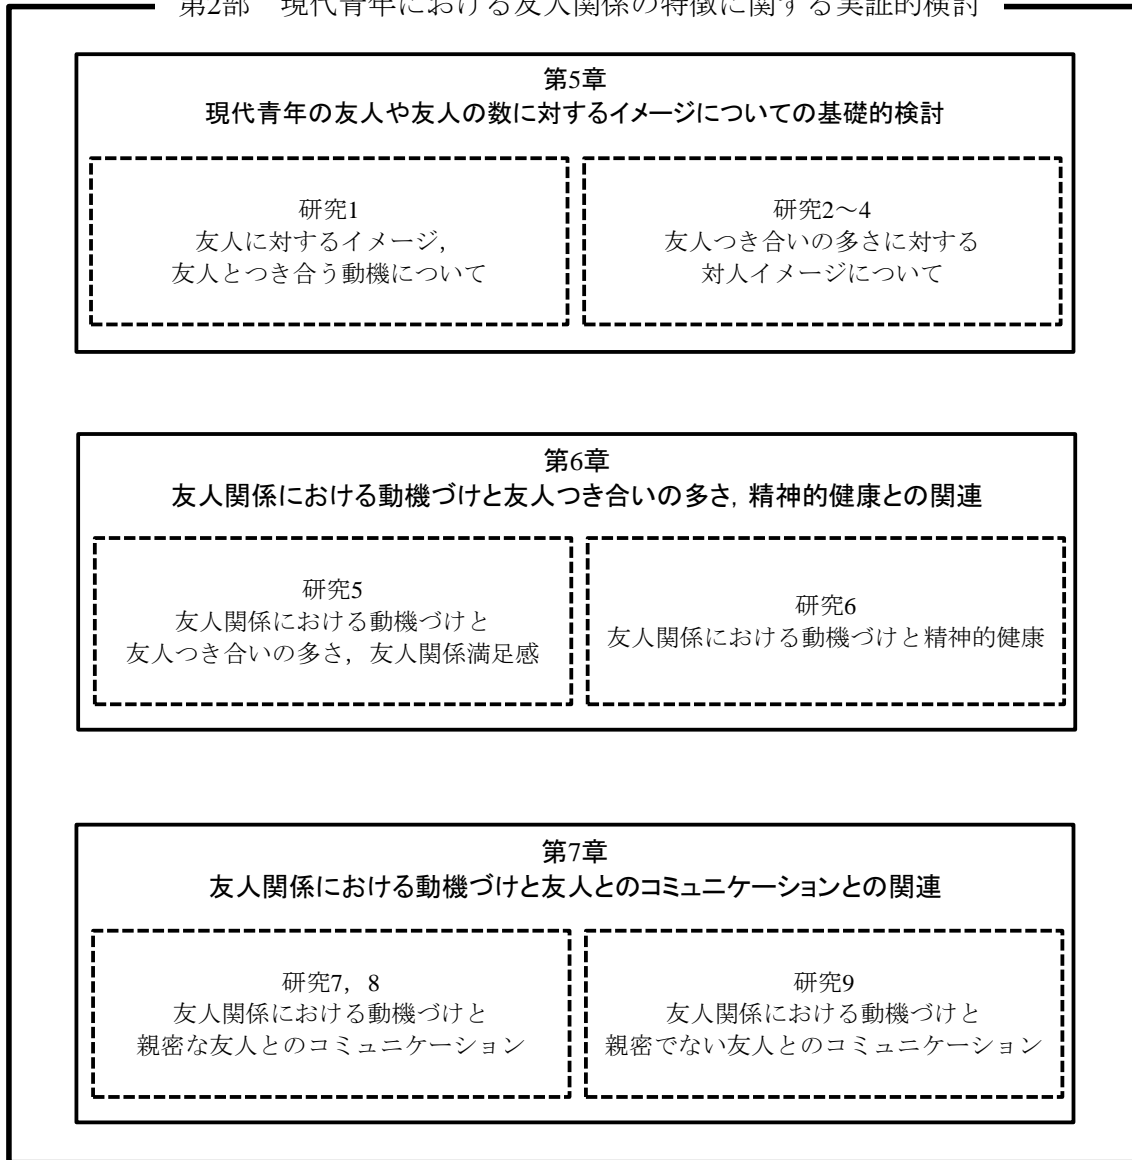 第2部　現代青年における友人関係の特徴に関する実証的検討
第5章
現代青年の友人や友人の数に対するイメージについての基礎的検討
研究1
友人に対するイメージ，
友人とつき合う動機について
研究2～4
友人つき合いの多さに対する
対人イメージについて
第6章
友人関係における動機づけと友人つき合いの多さ，精神的健康との関連
研究5
友人関係における動機づけと
友人つき合いの多さ，友人関係満足感
研究6
友人関係における動機づけと精神的健康
第7章
友人関係における動機づけと友人とのコミュニケーションとの関連
研究7，8
友人関係における動機づけと
親密な友人とのコミュニケーション
研究9
友人関係における動機づけと
親密でない友人とのコミュニケーション